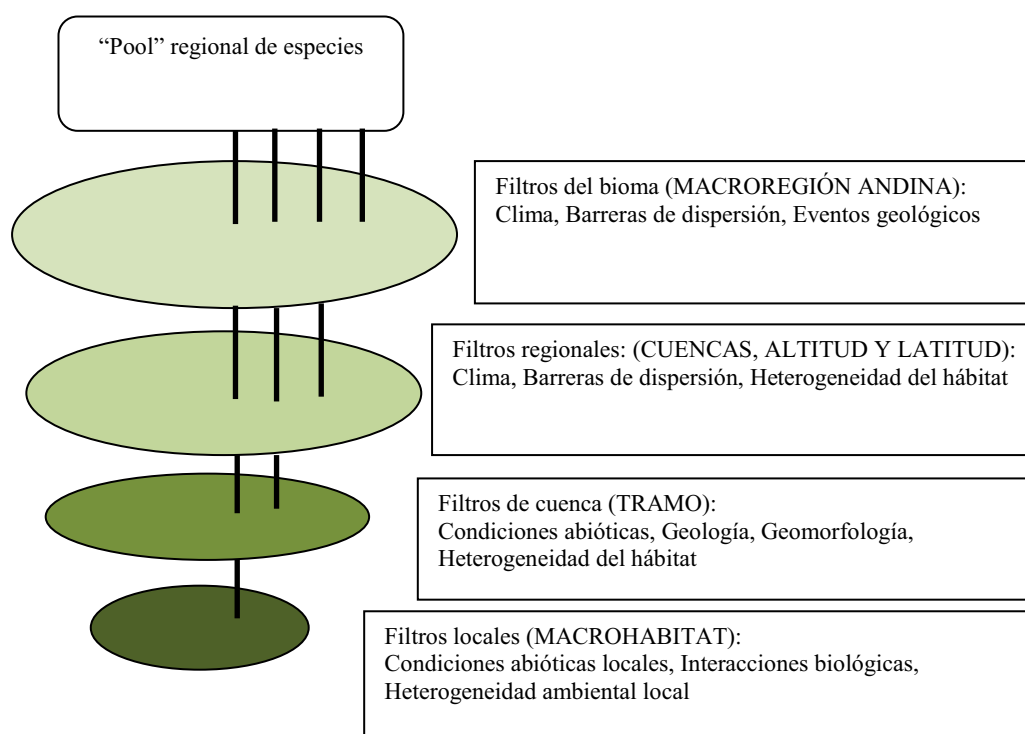 “Pool” regional de especies
Filtros del bioma (MACROREGIÓN ANDINA):
Clima, Barreras de dispersión, Eventos geológicos
Filtros regionales: (CUENCAS, ALTITUD Y LATITUD):
Clima, Barreras de dispersión, Heterogeneidad del hábitat
Filtros de cuenca (TRAMO):
Condiciones abióticas, Geología, Geomorfología,
Heterogeneidad del hábitat
Filtros locales (MACROHABITAT):
Condiciones abióticas locales, Interacciones biológicas,
Heterogeneidad ambiental local